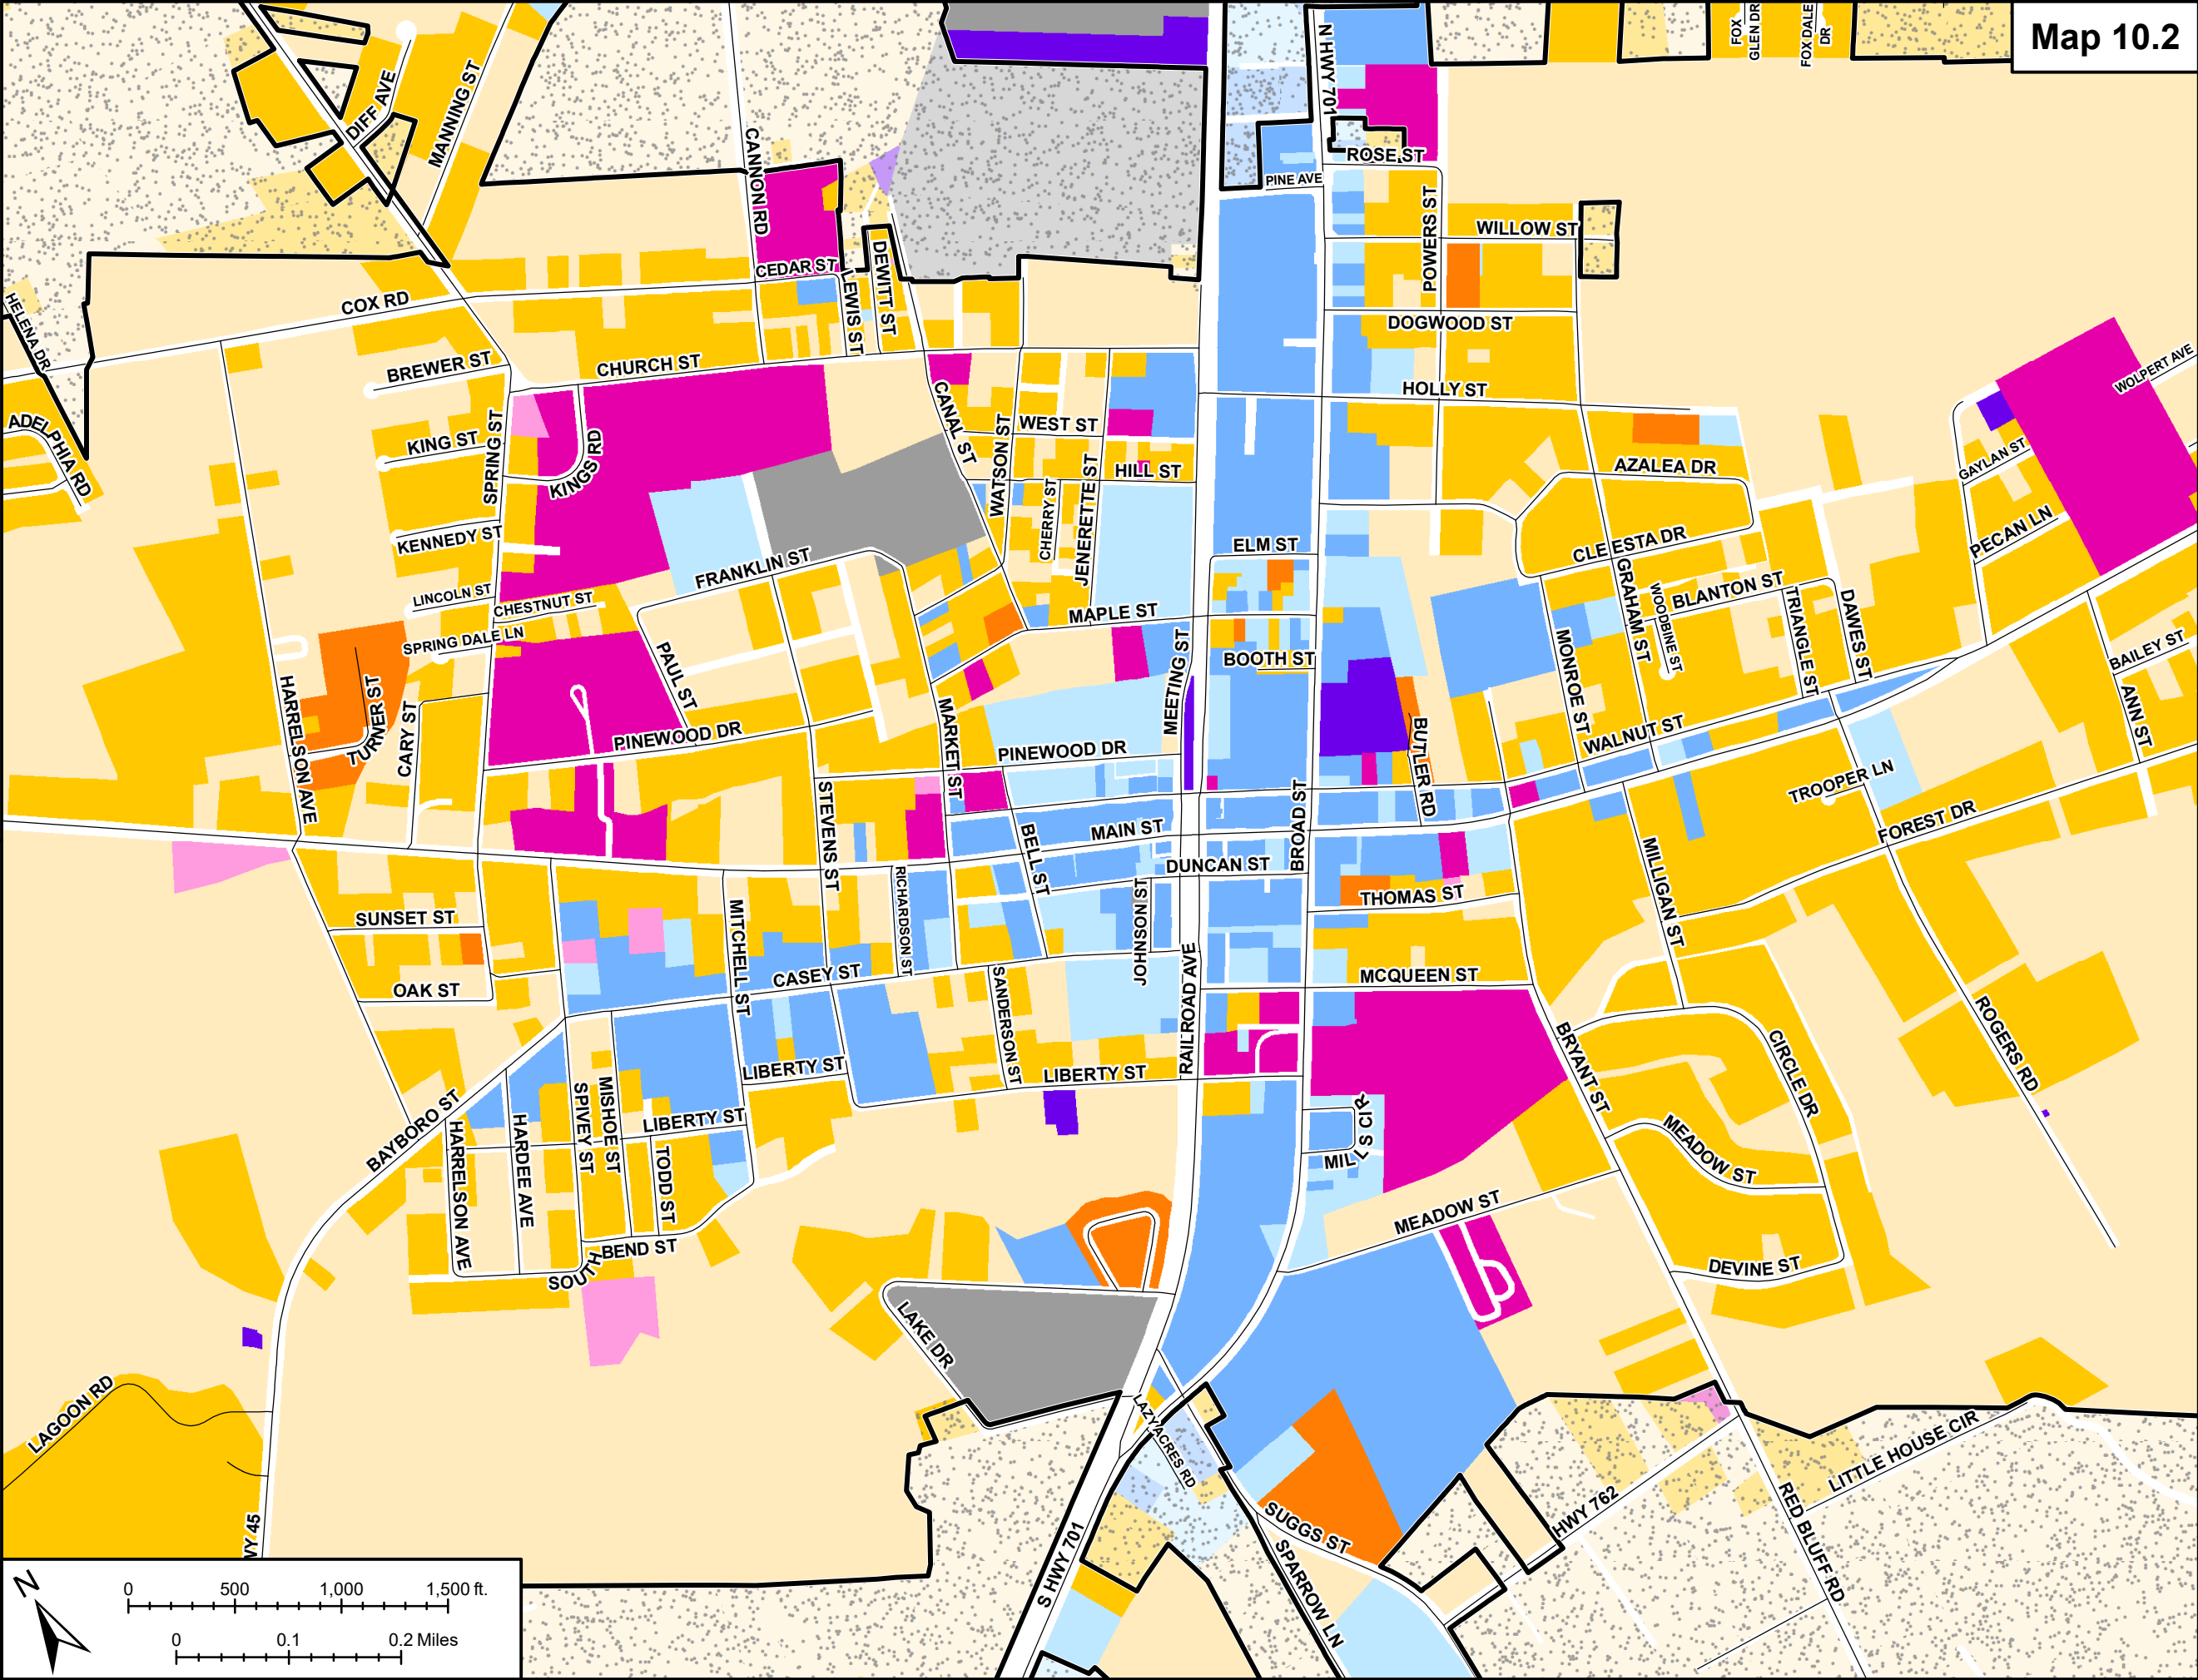 Map 10.2
FOX
GLEN DR
FOX DALE
DR
N HWY 701
DIFF AVE
MANNING ST
CANNON RD
ROSE ST
PINE AVE
POWERS ST
WILLOW ST
CEDAR ST
LEWIS ST
DEWITT ST
COX RD
HELENA DR
DOGWOOD ST
BREWER ST
CHURCH ST
HOLLY ST
WOLPERT AVE
ADELPHIA RD
KING ST
SPRING ST
KINGS RD
CANAL ST
WATSON ST
WEST ST
HILL ST
CHERRY ST
JENERETTE ST
AZALEA DR
GAYLAN ST
PECAN LN
KENNEDY ST
FRANKLIN ST
ELM ST
CLEESTA DR
GRAHAM ST
WOODBINE ST
BLANTON ST
TRIANGLE ST
DAWES ST
LINCOLN ST
CHESTNUT ST
SPRING DALE LN
MAPLE ST
BOOTH ST
MEETING ST
MONROE ST
BAILEY ST
ANN ST
HARRELSON AVE
TURNER ST
CARY ST
PAUL ST
PINEWOOD DR
MARKET ST
PINEWOOD DR
BUTLER RD
WALNUT ST
TROOPER LN
FOREST DR
STEVENS ST
BELL ST
MAIN ST
DUNCAN ST
BROAD ST
THOMAS ST
MILLIGAN ST
SUNSET ST
MITCHELL ST
RICHARDSON ST
JOHNSON ST
OAK ST
CASEY ST
SANDERSON ST
RAILROAD AVE
MCQUEEN ST
ROGERS RD
BRYANT ST
CIRCLE DR
LIBERTY ST
LIBERTY ST
BAYBORO ST
HARRELSON AVE
HARDEE AVE
SPIVEY ST
MISHOE ST
LIBERTY ST
TODD ST
MILLS CIR
MEADOW ST
MEADOW ST
SOUTH BEND ST
DEVINE ST
LAKE DR
LAGOON RD
LAZY ACRES RD
LITTLE HOUSE CIR
HWY 762
RED BLUFF RD
SUGGS ST
SPARROW LN
S HWY 701
WY 45
N
0 500 1,000 1,500 ft.
0 0.1 0.2 Miles